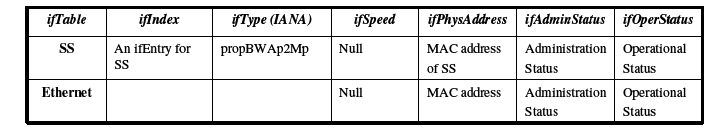 ifTable ifIndex ifType (IANA) ifSpeed ifPhysAddress ifAdminStatus ifOperStatus
SS An ifEntry for SS propBWAp2Mp Null MAC address of SS Administration Status Operational Status
Ethernet Null MAC address Administration Status Operational Status